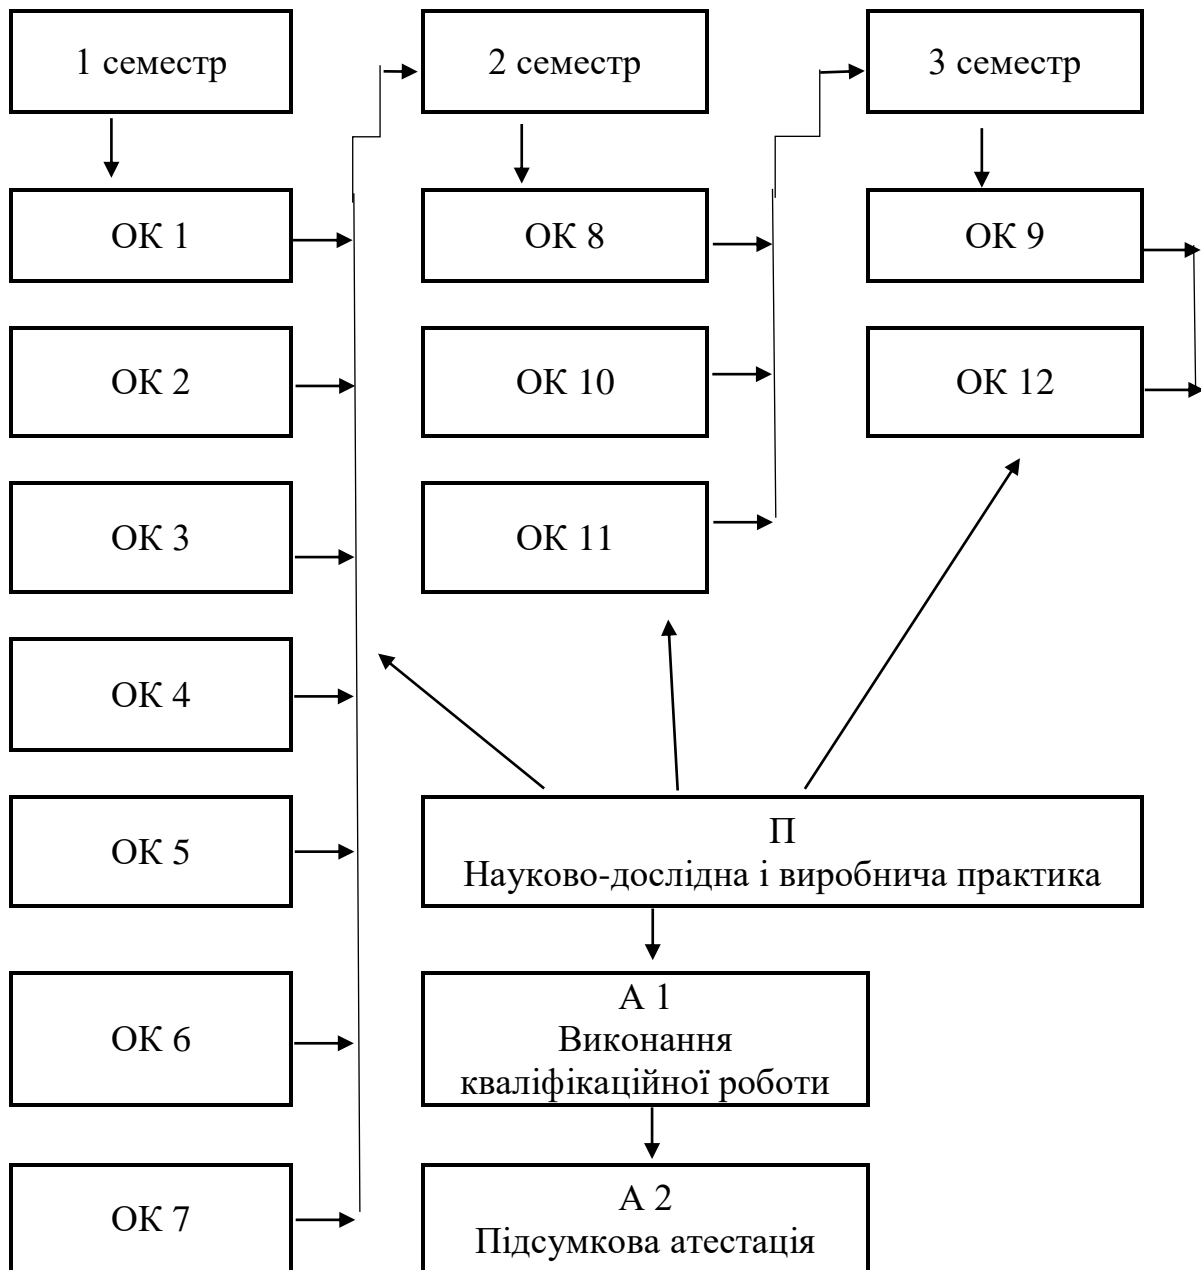 1 семестр
2 семестр
3 семестр
ОК 1
ОК 8
ОК 9
ОК 2
ОК 10
ОК 12
ОК 3
ОК 11
ОК 4
ОК 5
П
Науково-дослідна і виробнича практика
ОК 6
А 1
Виконання
кваліфікаційної роботи
ОК 7
А 2
Підсумкова атестація